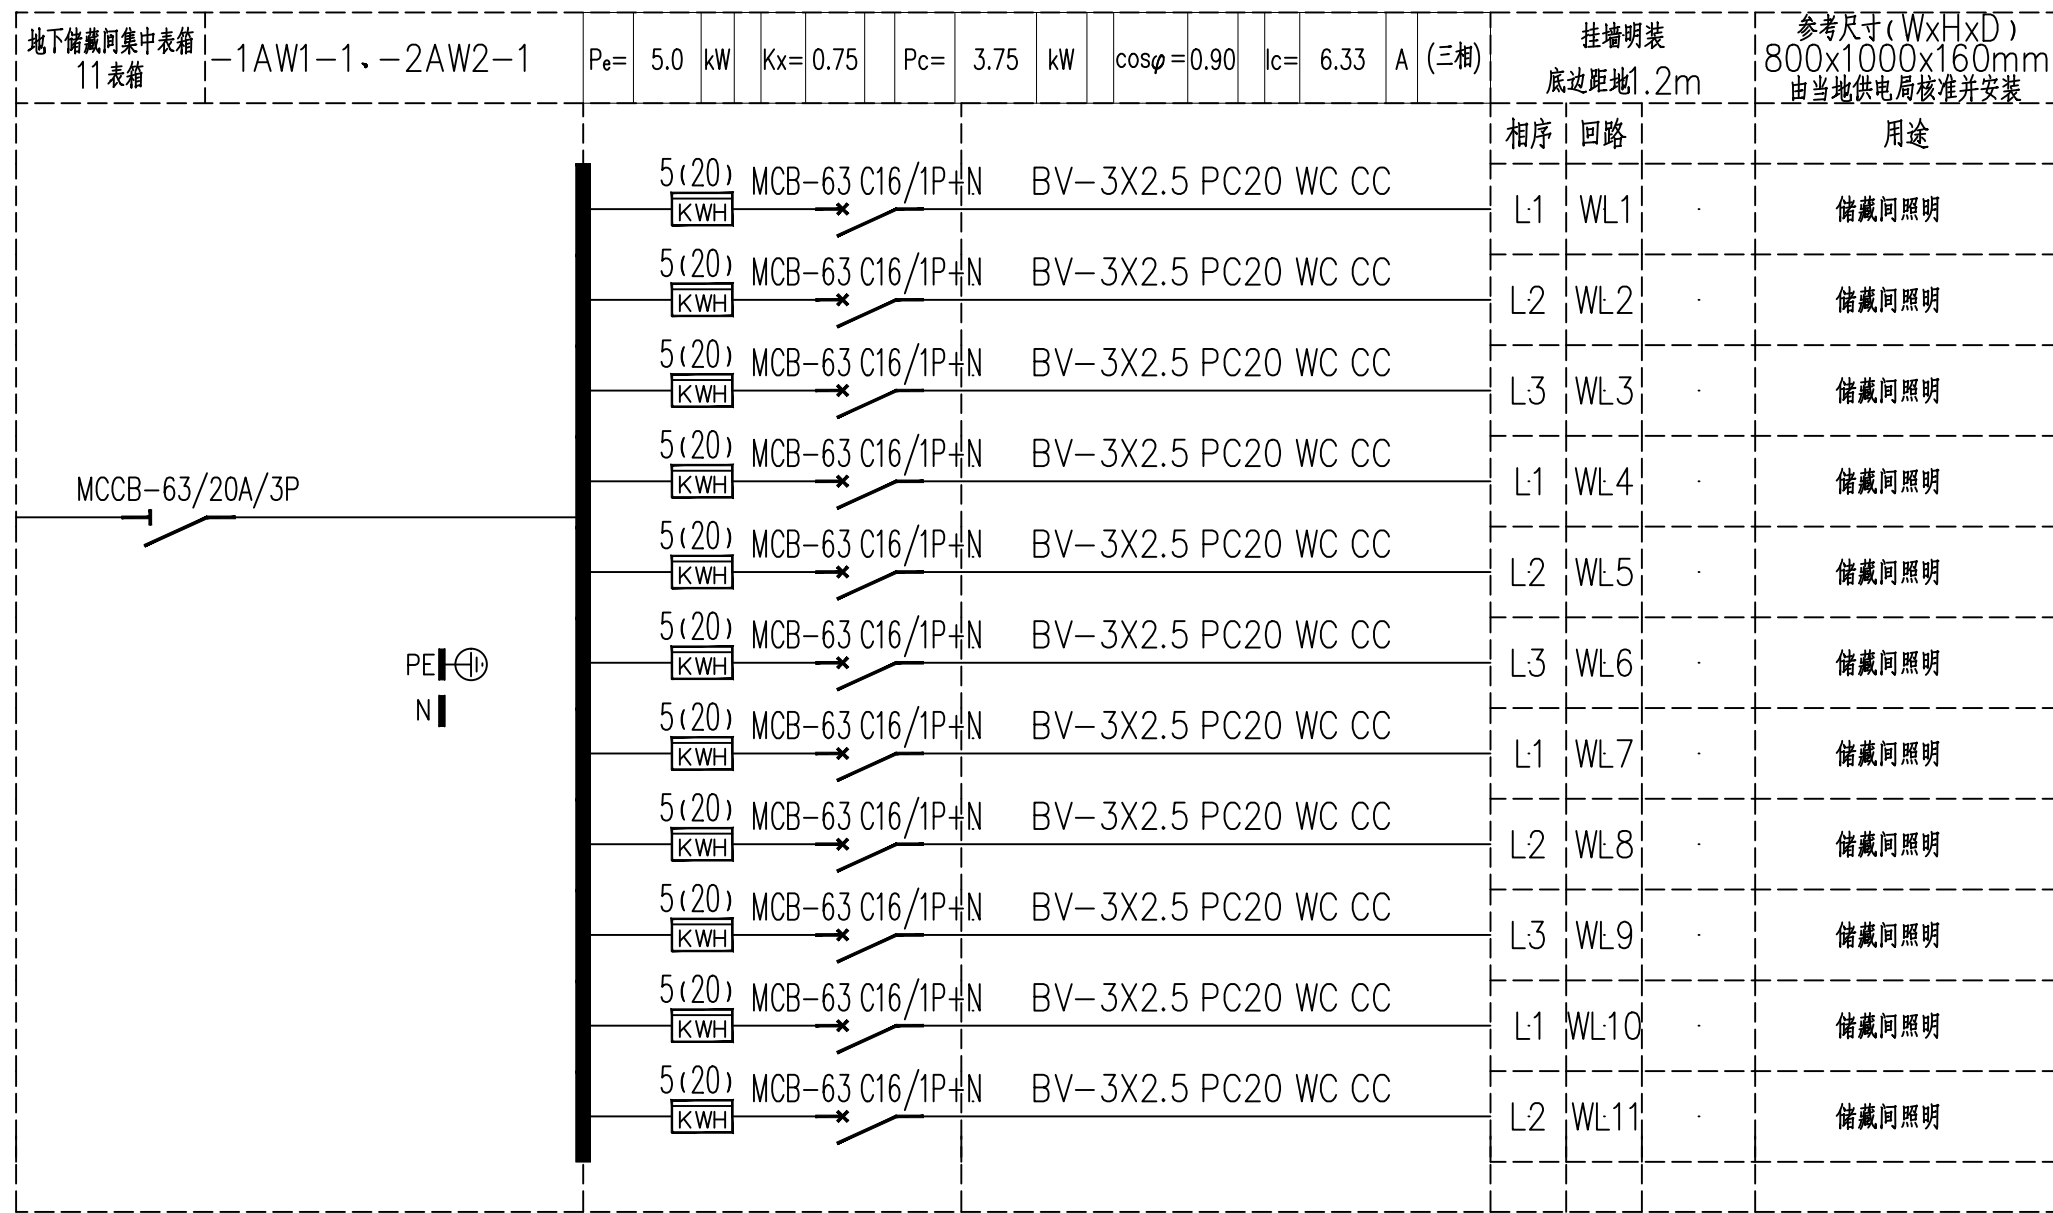 地下储藏间集中表箱
11表箱
-1AW1-1、-2AW2-1
Pe= 5.0 kW Kx= 0.75 Pc= 3.75 kW cosφ= 0.90 Ic= 6.33 A (三相)
挂墙明装
底边距地1.2m
参考尺寸(WxHxD)
800x1000x160mm
由当地供电局核准并安装
相序 回路 用途
5(20) MCB-63 C16/1P+N BV-3X2.5 PC20 WC CC
KWH L1 WL1 储藏间照明
5(20) MCB-63 C16/1P+N BV-3X2.5 PC20 WC CC
KWH L2 WL2 储藏间照明
5(20) MCB-63 C16/1P+N BV-3X2.5 PC20 WC CC
KWH L3 WL3 储藏间照明
5(20) MCB-63 C16/1P+N BV-3X2.5 PC20 WC CC
KWH L1 WL4 储藏间照明
MCCB-63/20A/3P
5(20) MCB-63 C16/1P+N BV-3X2.5 PC20 WC CC
KWH L2 WL5 储藏间照明
5(20) MCB-63 C16/1P+N BV-3X2.5 PC20 WC CC
KWH L3 WL6 储藏间照明
PE
N
5(20) MCB-63 C16/1P+N BV-3X2.5 PC20 WC CC
KWH L1 WL7 储藏间照明
5(20) MCB-63 C16/1P+N BV-3X2.5 PC20 WC CC
KWH L2 WL8 储藏间照明
5(20) MCB-63 C16/1P+N BV-3X2.5 PC20 WC CC
KWH L3 WL9 储藏间照明
5(20) MCB-63 C16/1P+N BV-3X2.5 PC20 WC CC
KWH L1 WL10 储藏间照明
5(20) MCB-63 C16/1P+N BV-3X2.5 PC20 WC CC
KWH L2 WL11 储藏间照明